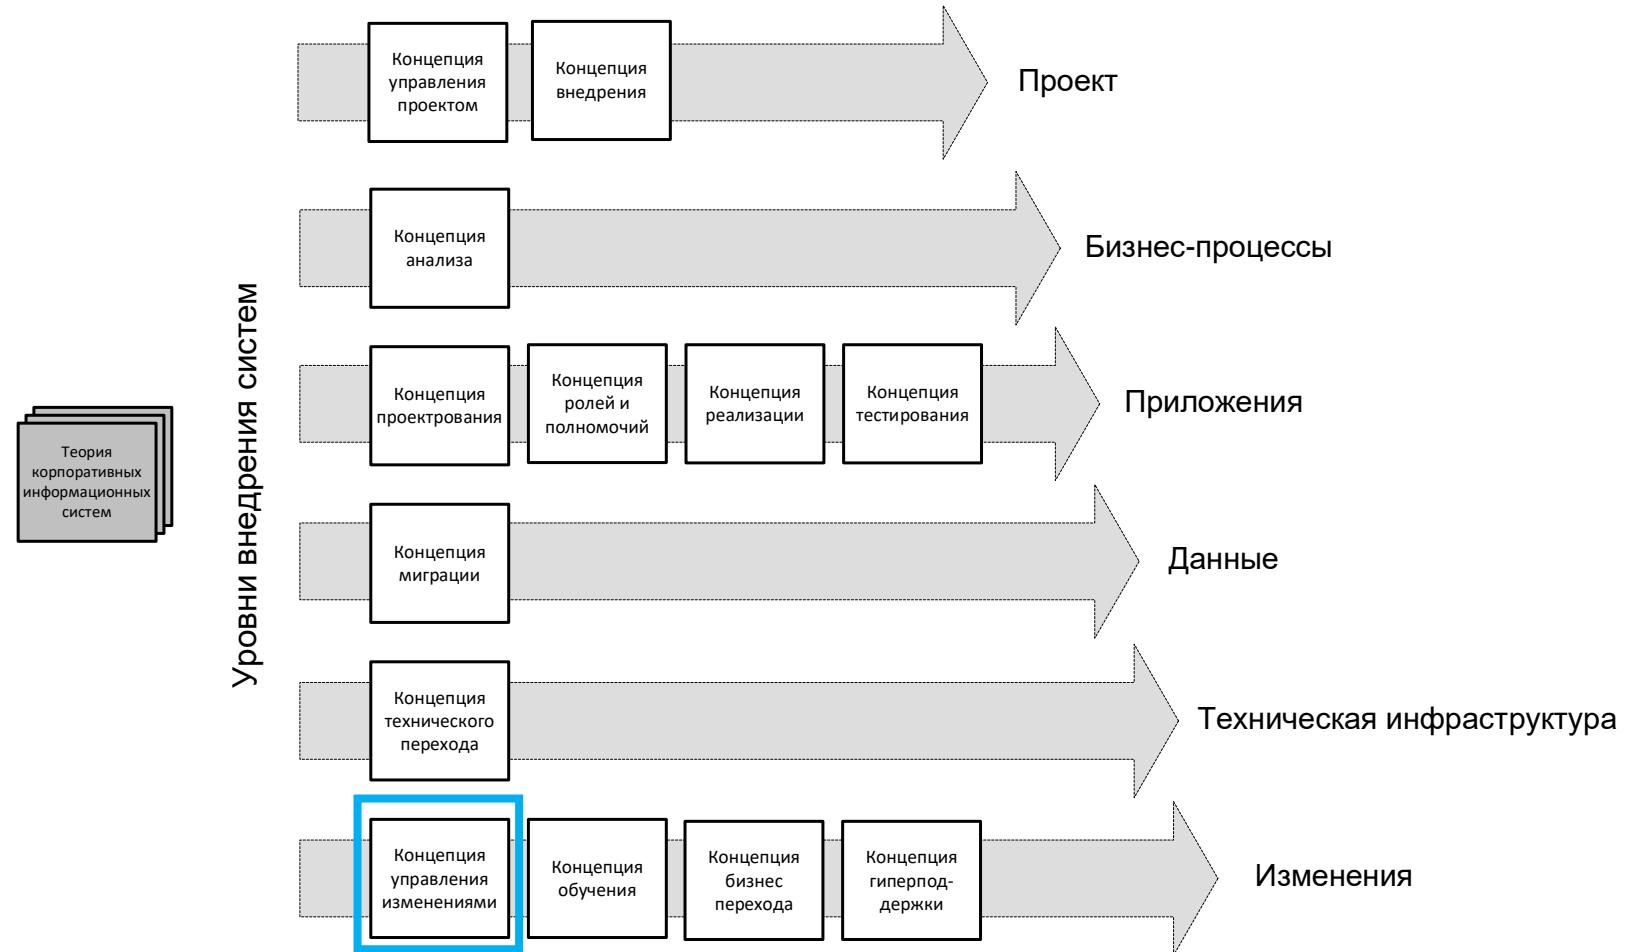 Концепция
управления
проектом
Концепция
внедрения
Проект
Концепция
анализа
Бизнес-процессы
Уровни внедрения систем
Концепция
проектрования
Концепция
ролей и
полномочий
Концепция
реализации
Концепция
тестирования
Приложения
Теория
корпоративных
информационных
систем
Концепция
миграции
Данные
Концепция
технического
перехода
Техническая инфраструктура
Концепция
управления
изменениями
Концепция
обучения
Концепция
бизнес
перехода
Концепция
гиперпод-
держки
Изменения